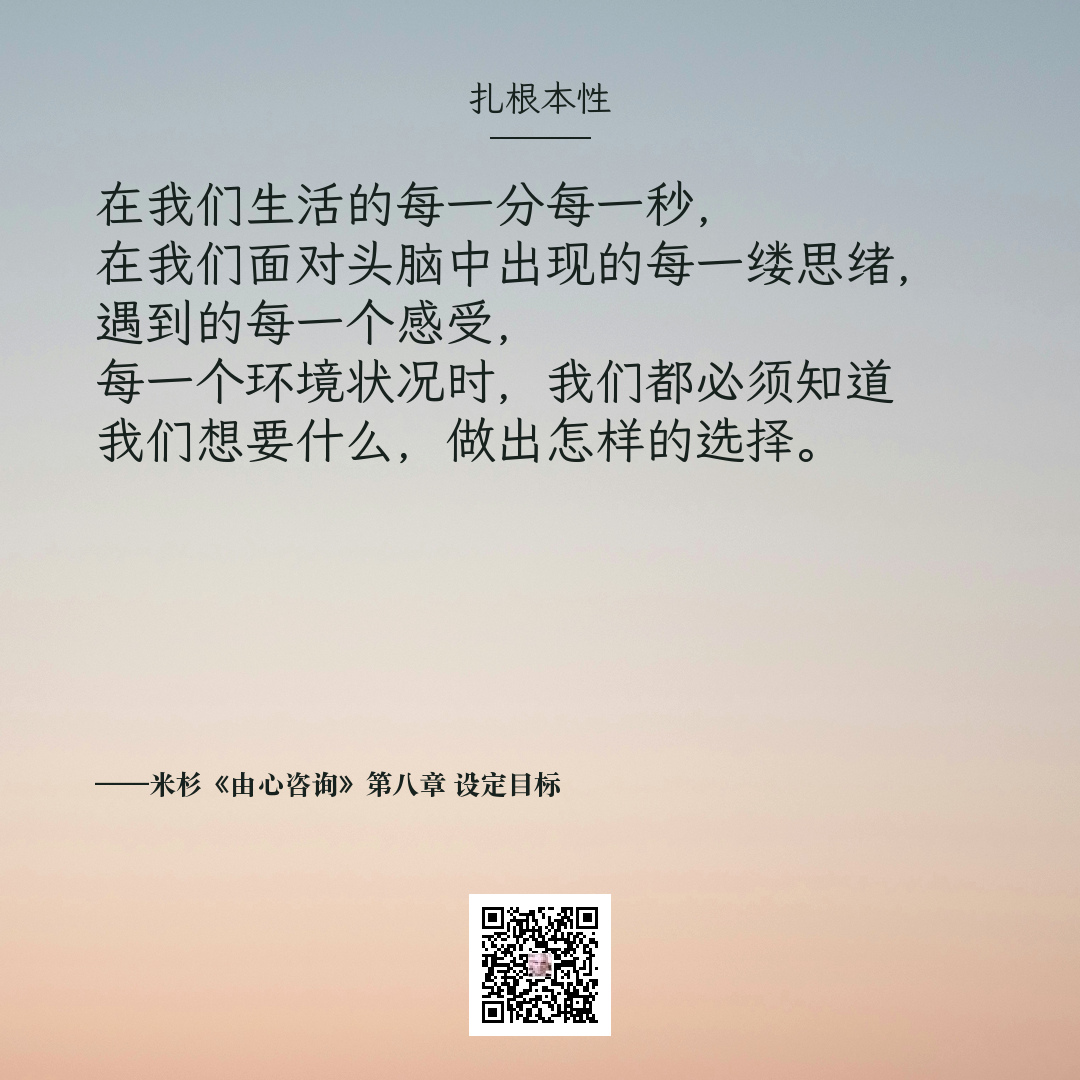 扎根本性
在我们生活的每一分每一秒，
在我们面对头脑中出现的每一缕思绪，
遇到的每一个感受，
每一个环境状况时，我们都必须知道
我们想要什么，做出怎样的选择。
——米杉《由心咨询》第八章 设定目标